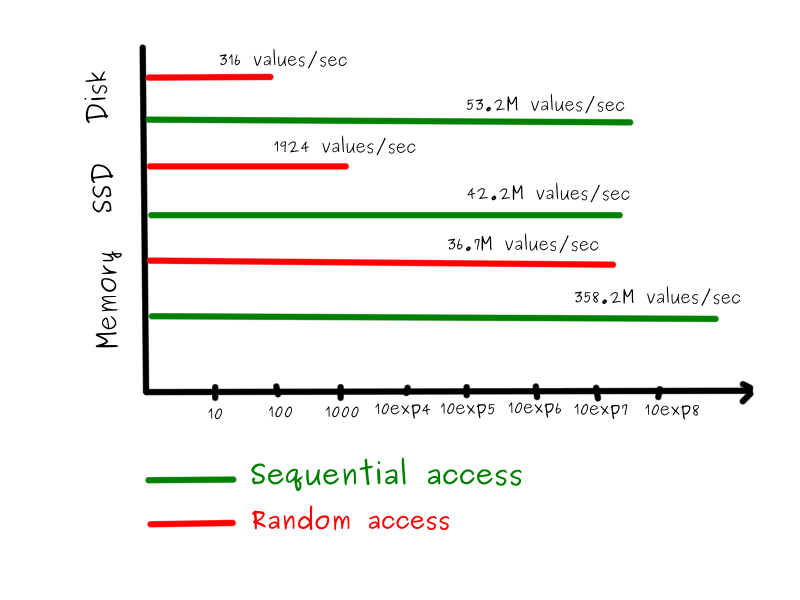 316 values/sec
Disk
53.2M values/sec
1924 values/sec
SSD
42.2M values/sec
36.7M values/sec
Memory
358.2M values/sec
10 100 1000 10exp4 10exp5 10exp6 10exp7 10exp8
Sequential access
Random access